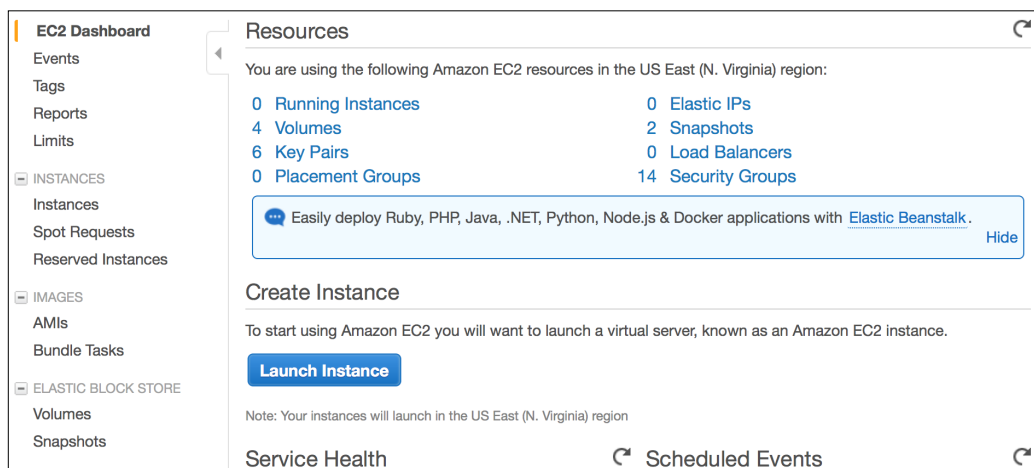 EC2 Dashboard
Events
Tags
Reports
Limits
INSTANCES
Instances
Spot Requests
Reserved Instances
IMAGES
AMIs
Bundle Tasks
ELASTIC BLOCK STORE
Volumes
Snapshots
Resources
You are using the following Amazon EC2 resources in the US East (N. Virginia) region:
0 Running Instances
0 Elastic IPs
4 Volumes
2 Snapshots
6 Key Pairs
0 Load Balancers
0 Placement Groups
14 Security Groups
Easily deploy Ruby, PHP, Java, .NET, Python, Node.js & Docker applications with Elastic Beanstalk.
Hide
Create Instance
To start using Amazon EC2 you will want to launch a virtual server, known as an Amazon EC2 instance.
Launch Instance
Note: Your instances will launch in the US East (N. Virginia) region
Service Health
Scheduled Events